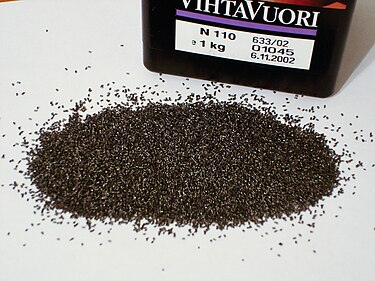 VIHTAVUORI
N 110 633/02
e 1 kg 01045
6.11.2002